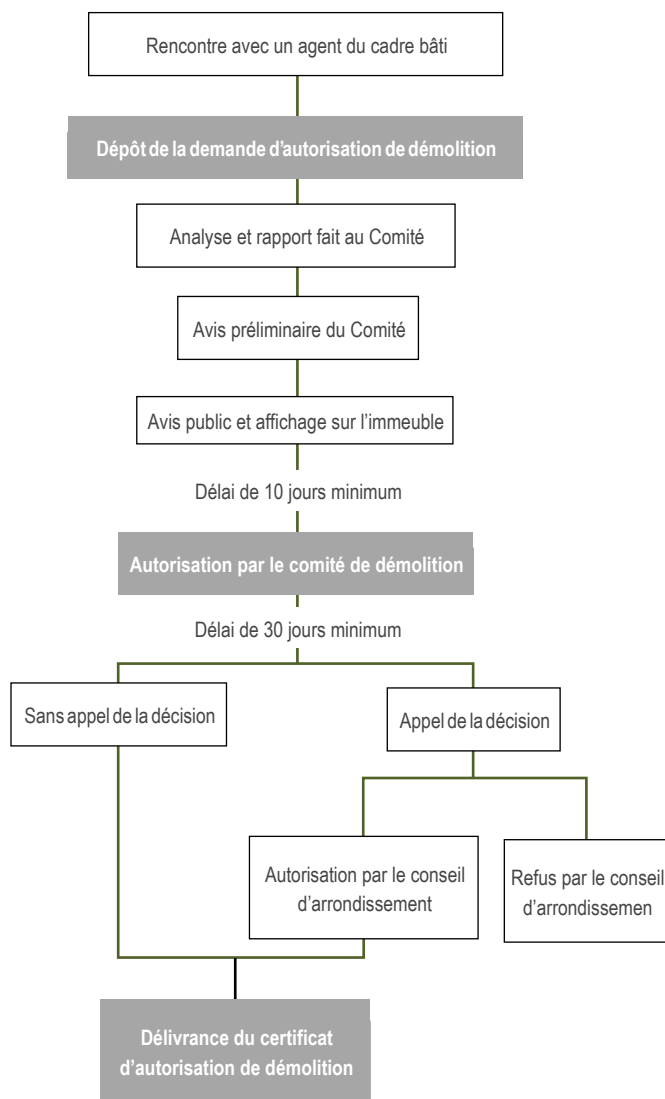 Rencontre avec un agent du cadre bâti
Dépôt de la demande d'autorisation de démolition
Analyse et rapport fait au Comité
Avis préliminaire du Comité
Avis public et affichage sur l'immeuble
Délai de 10 jours minimum
Autorisation par le comité de démolition
Délai de 30 jours minimum
Sans appel de la décision
Appel de la décision
Autorisation par le conseil
d'arrondissement
Refus par le conseil
d'arrondissemen
Délivrance du certificat
d'autorisation de démolition